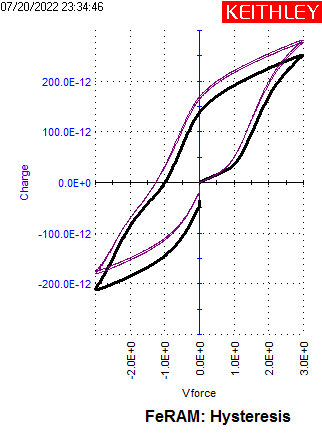 07/20/2022 23:34:46
KEITHLEY
200.0E-12
100.0E-12
0.0E+0
-100.0E-12
-200.0E-12
Charge
-2.0E+0
-1.0E+0
0.0E+0
1.0E+0
2.0E+0
3.0E+0
Vforce
FeRAM: Hysteresis